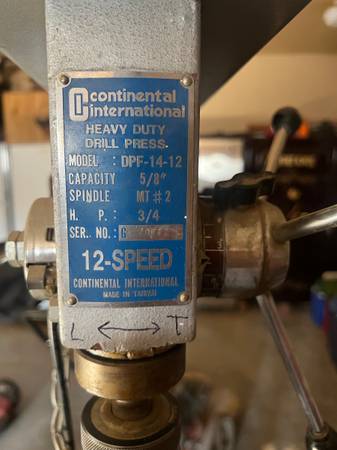 continental
international
HEAVY DUTY
DRILL PRESS
MODEL : DPF-14-12
CAPACITY 5/8"
SPINDLE MT#2
H. P. : 3/4
SER. NO. :
12-SPEED
CONTINENTAL INTERNATIONAL
MADE IN TAIWAN
L ⟷ T